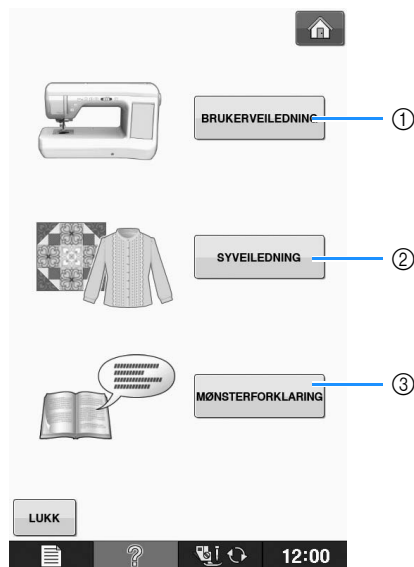 BRUKERVEILEDNING
①
SYVEILEDNING
②
MØNSTERFORKLARING
③
LUKK
12:00